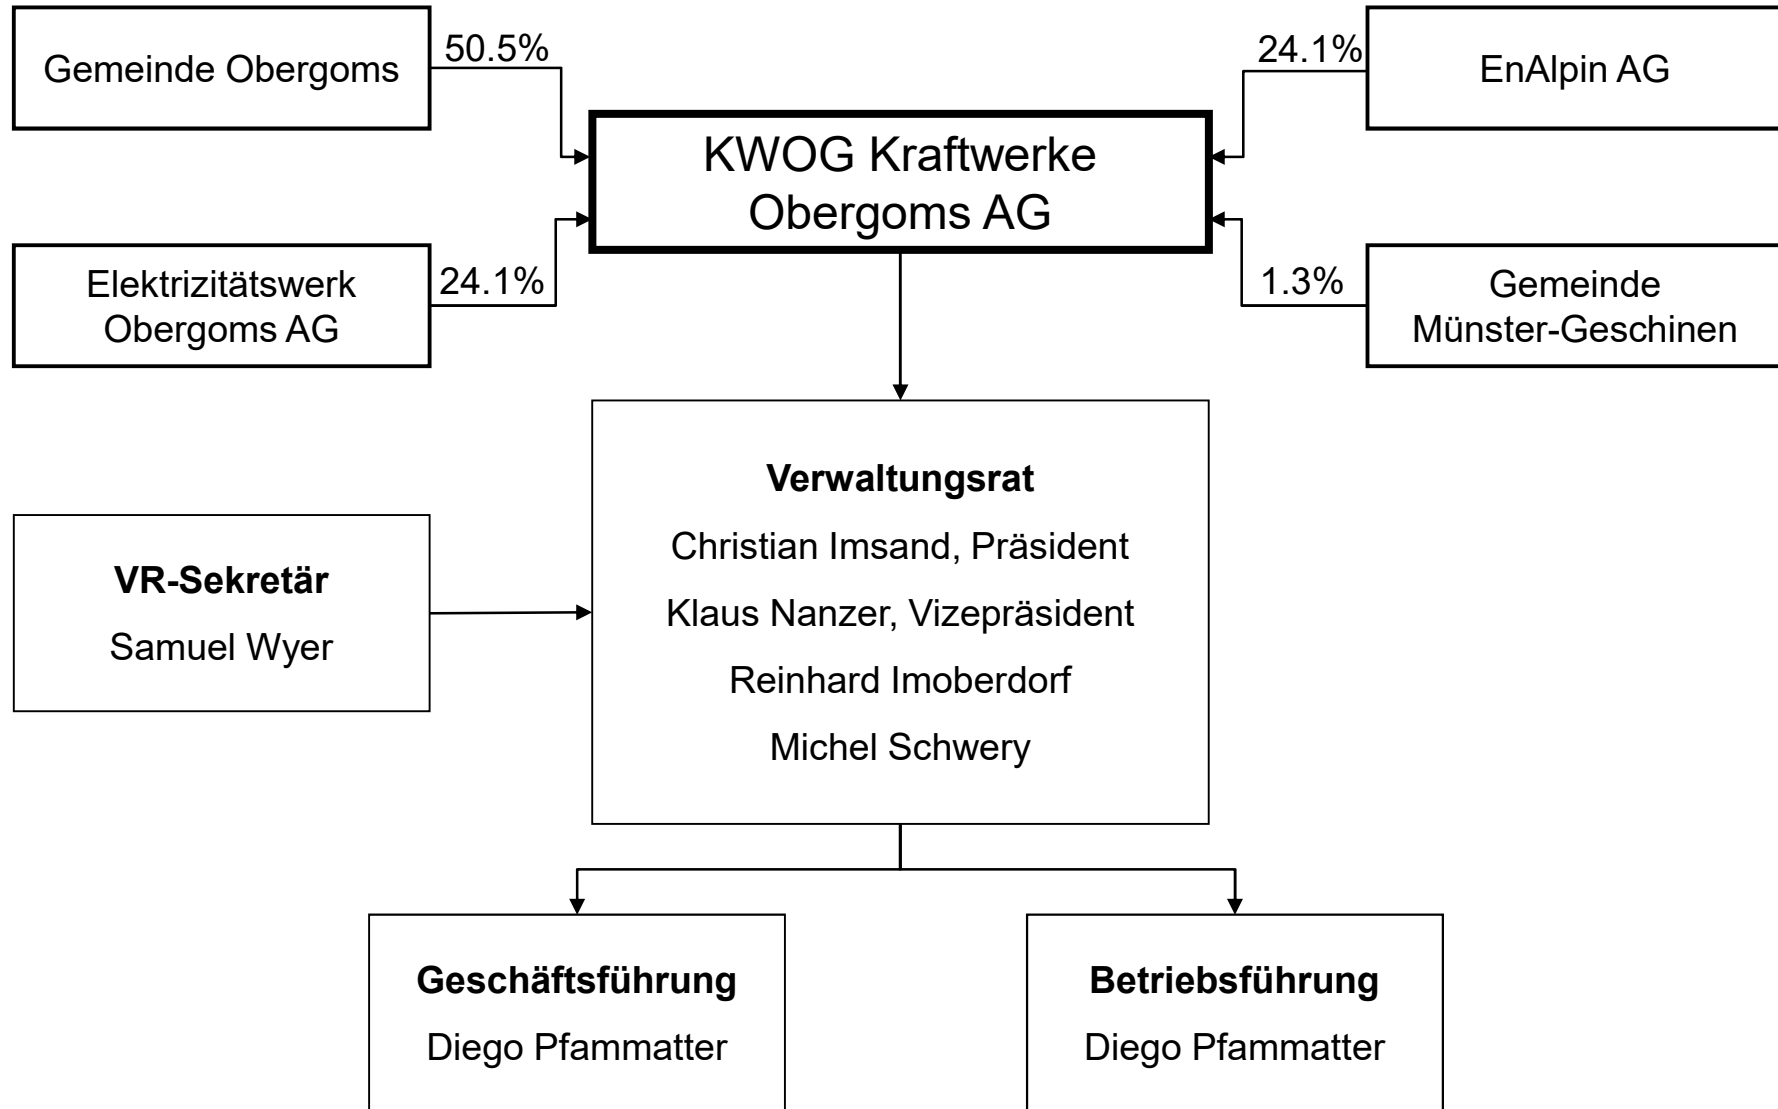 Gemeinde Obergoms
50.5%
24.1%
EnAlpin AG
KWOG Kraftwerke
Obergoms AG
Elektrizitätswerk
Obergoms AG
24.1%
1.3%
Gemeinde
Münster-Geschinen
Verwaltungsrat
Christian Imsand, Präsident
Klaus Nanzer, Vizepräsident
Reinhard Imoberdorf
Michel Schwery
VR-Sekretär
Samuel Wyer
Geschäftsführung
Diego Pfammatter
Betriebsführung
Diego Pfammatter